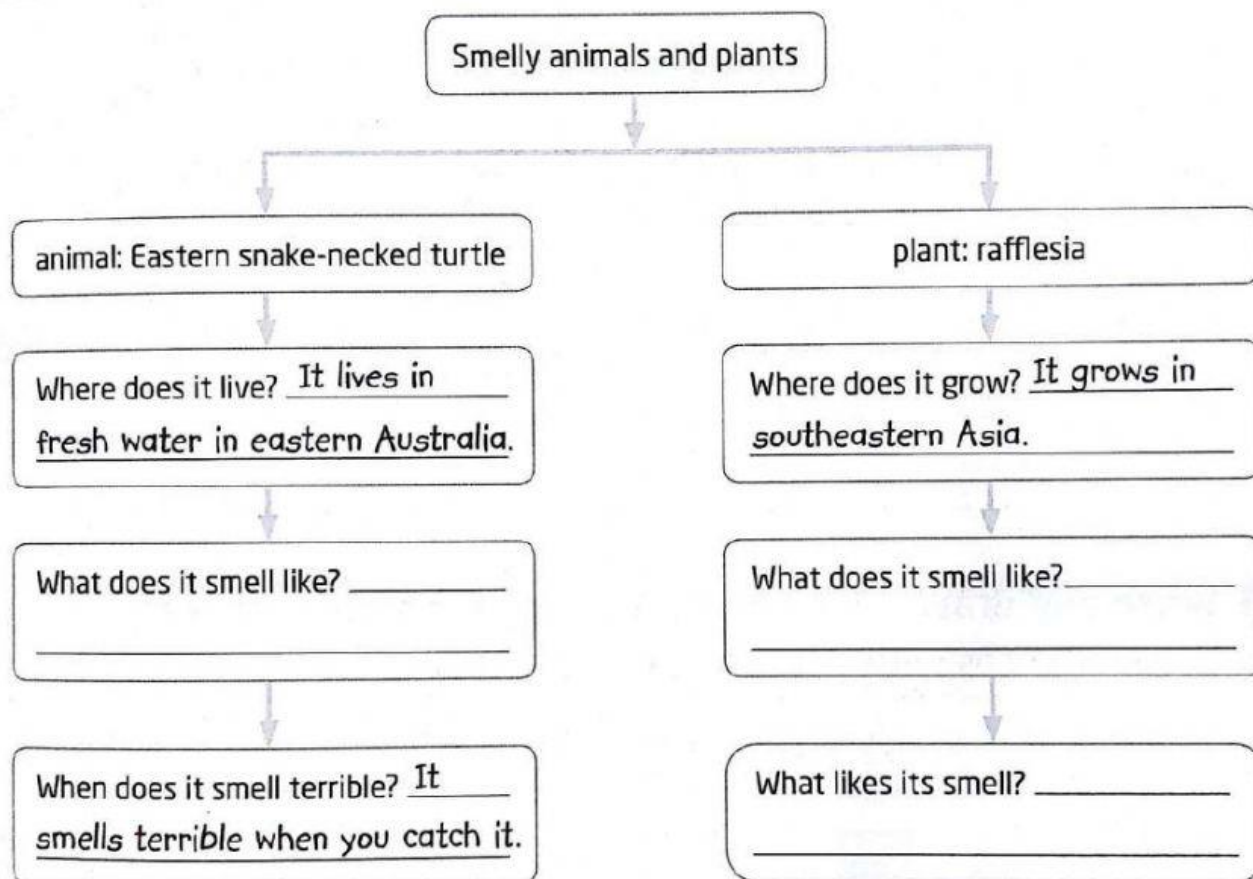 Smelly animals and plants
animal: Eastern snake-necked turtle
Where does it live? It lives in
fresh water in eastern Australia.
What does it smell like?
When does it smell terrible? It
smells terrible when you catch it.
plant: rafflesia
Where does it grow? It grows in
southeastern Asia.
What does it smell like?
What likes its smell?